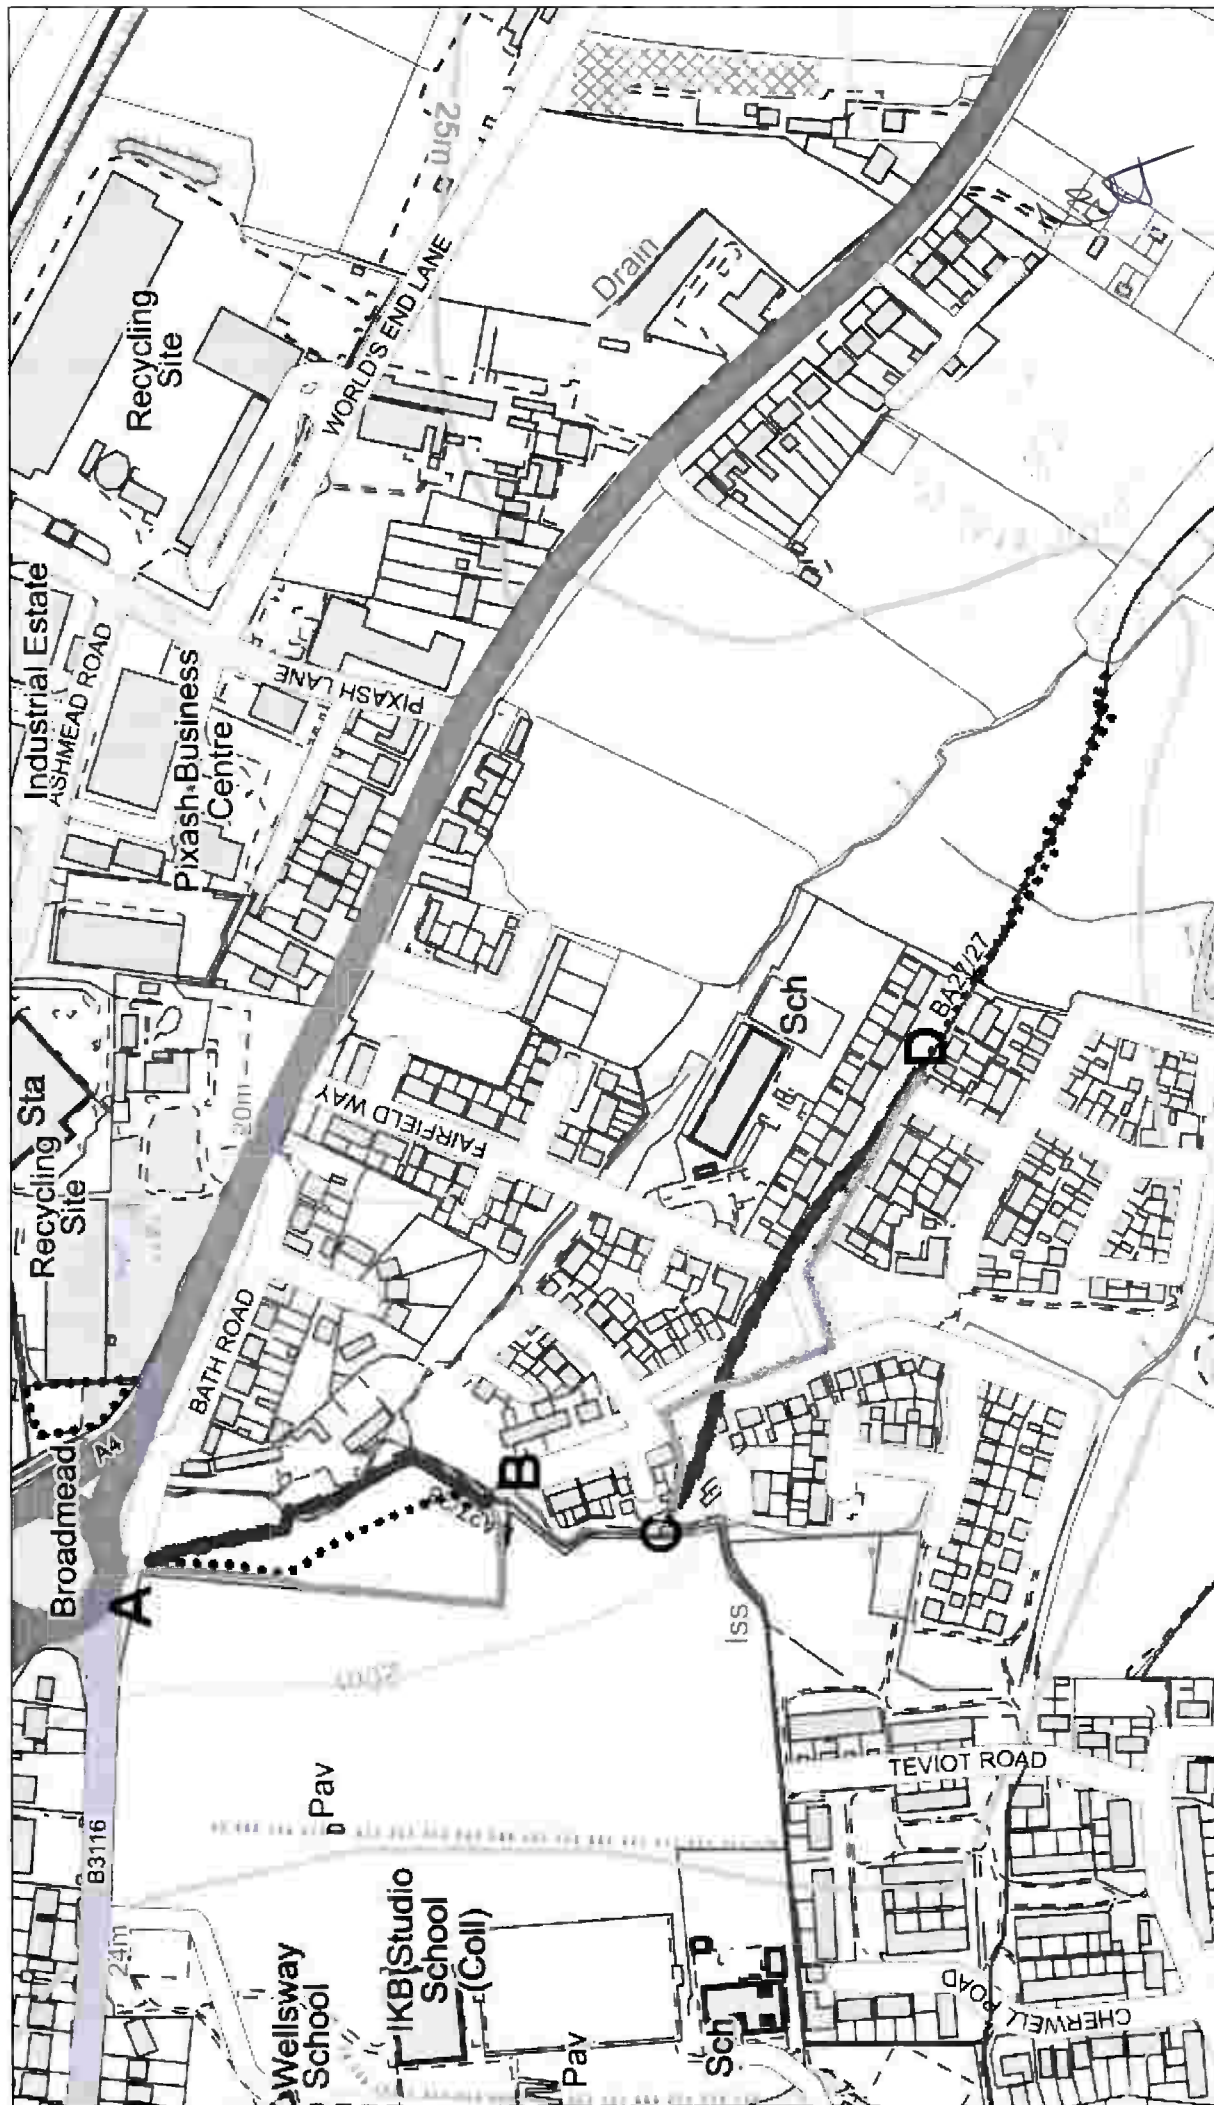 Industrial Estate
ASHMEAD ROAD
Recycling
Site
25m
WORLD'S END LANE
Drain
Pixash Business
Centre
PIXASH LANE
Recycling Sta
Site
20m
FAIRFIELD WAY
Sch
BA27/27
D
BATH ROAD
Broadmead
A4
A
B
C
Iss
20m
B3116
Pav
24m
Wellsway
School
IKB Studio
School
(Coll)
Pav
Sch
TEVIOT ROAD
CHERWELL ROAD